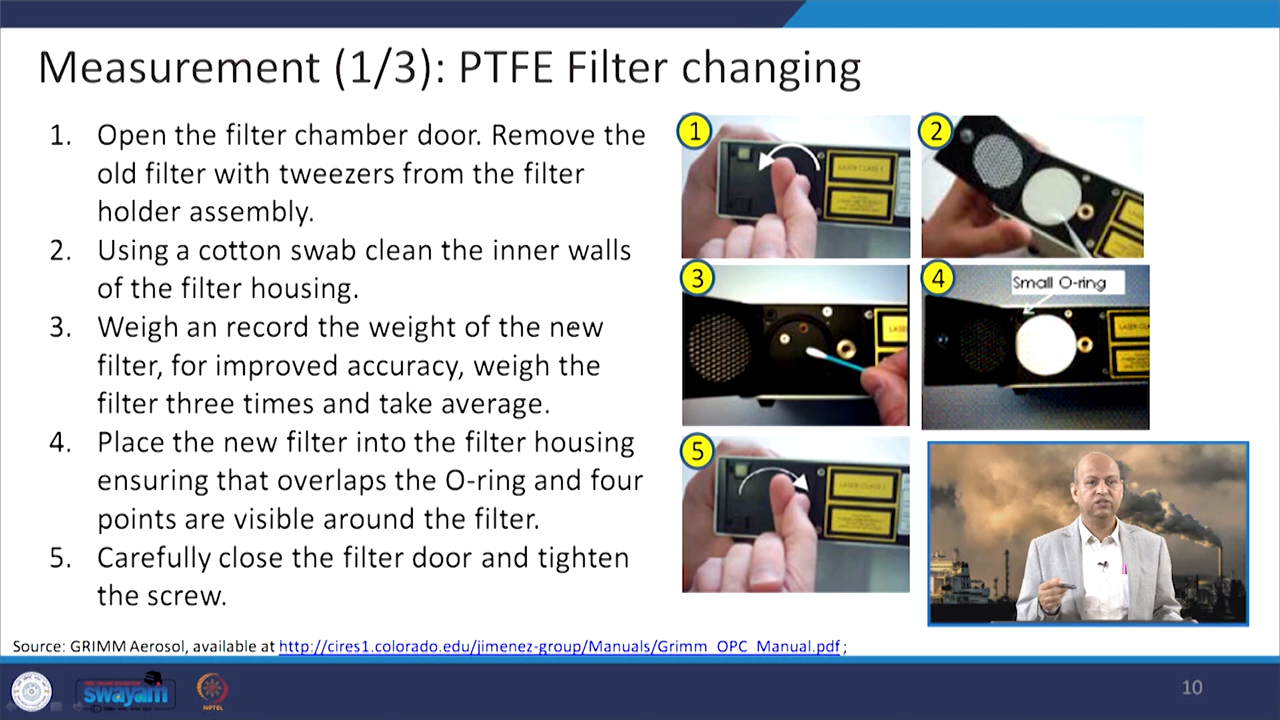 Measurement (1/3): PTFE Filter changing
1. Open the filter chamber door. Remove the
old filter with tweezers from the filter
holder assembly.
2. Using a cotton swab clean the inner walls
of the filter housing.
3. Weigh an record the weight of the new
filter, for improved accuracy, weigh the
filter three times and take average.
4. Place the new filter into the filter housing
ensuring that overlaps the O-ring and four
points are visible around the filter.
5. Carefully close the filter door and tighten
the screw.
1
LASER CLASS 1
2
3
4
Small O-ring
5
Source: GRIMM Aerosol, available at http://cires1.colorado.edu/jimenez-group/Manuals/Grimm_OPC_Manual.pdf ;
swayam
NPTEL
10